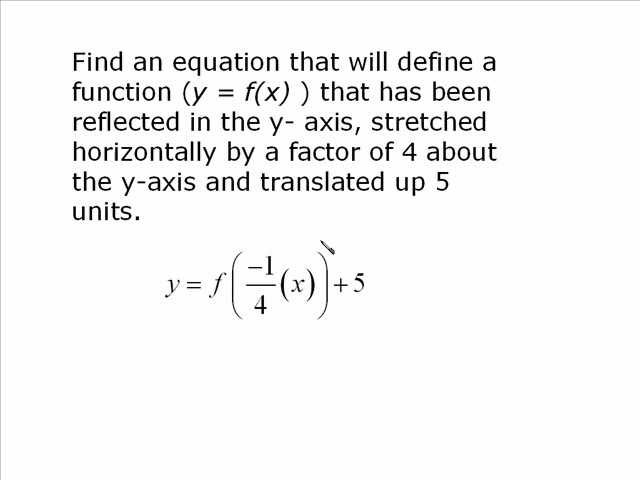 Find an equation that will define a
function (y = f(x) ) that has been
reflected in the y- axis, stretched
horizontally by a factor of 4 about
the y-axis and translated up 5
units.
y = f(-1/4 (x)) + 5